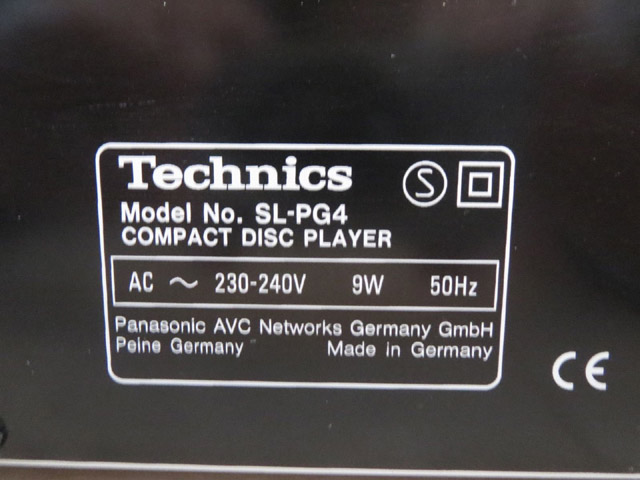 Technics S
Model No. SL-PG4
COMPACT DISC PLAYER
AC ~ 230-240V 9W 50Hz
Panasonic AVC Networks Germany GmbH
Peine Germany Made in Germany
CE